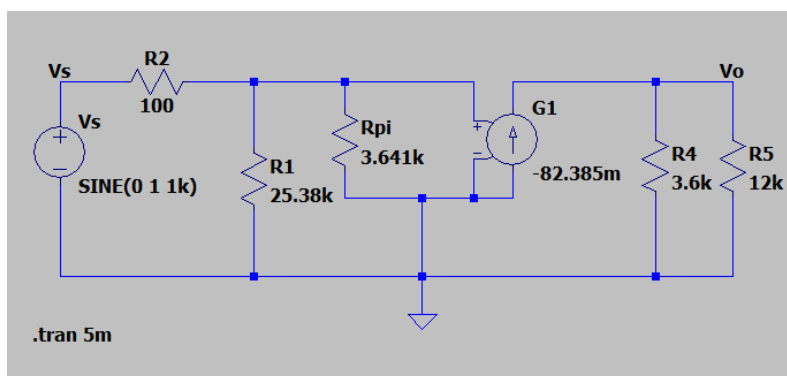 Vs
R2
100
Vs
SINE(0 1 1k)
R1
25.38k
Rpi
3.641k
+
-
G1
-82.385m
Vo
R4
3.6k
R5
12k
.tran 5m